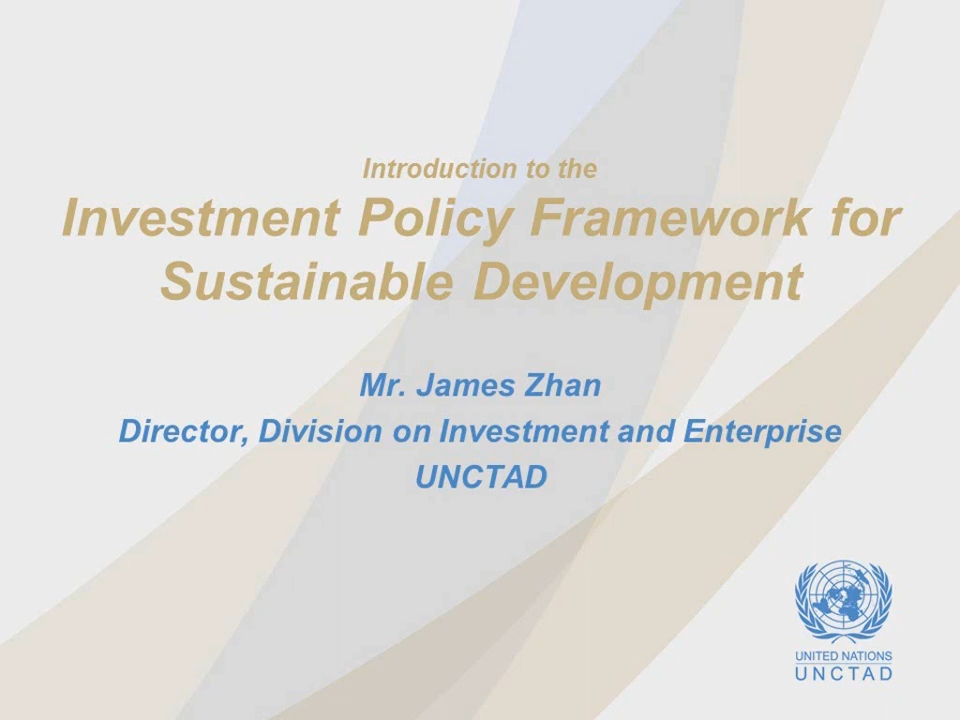 Introduction to the
Investment Policy Framework for
Sustainable Development
Mr. James Zhan
Director, Division on Investment and Enterprise
UNCTAD
UNITED NATIONS
UNCTAD